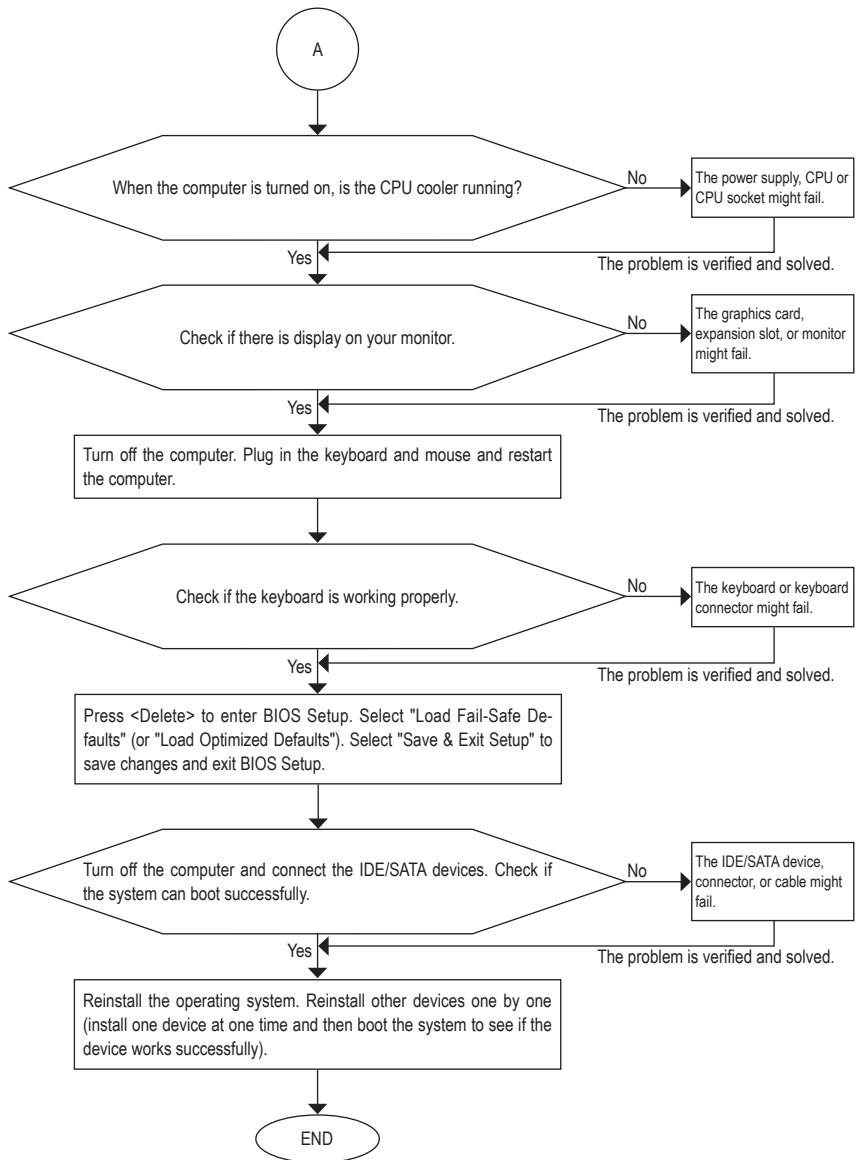 A
When the computer is turned on, is the CPU cooler running?
No
The power supply, CPU or
CPU socket might fail.
Yes
The problem is verified and solved.
Check if there is display on your monitor.
No
The graphics card,
expansion slot, or monitor
might fail.
Yes
The problem is verified and solved.
Turn off the computer. Plug in the keyboard and mouse and restart
the computer.
Check if the keyboard is working properly.
No
The keyboard or keyboard
connector might fail.
Yes
The problem is verified and solved.
Press <Delete> to enter BIOS Setup. Select "Load Fail-Safe De-
faults" (or "Load Optimized Defaults"). Select "Save & Exit Setup" to
save changes and exit BIOS Setup.
Turn off the computer and connect the IDE/SATA devices. Check if
the system can boot successfully.
No
The IDE/SATA device,
connector, or cable might
fail.
Yes
The problem is verified and solved.
Reinstall the operating system. Reinstall other devices one by one
(install one device at one time and then boot the system to see if the
device works successfully).
END